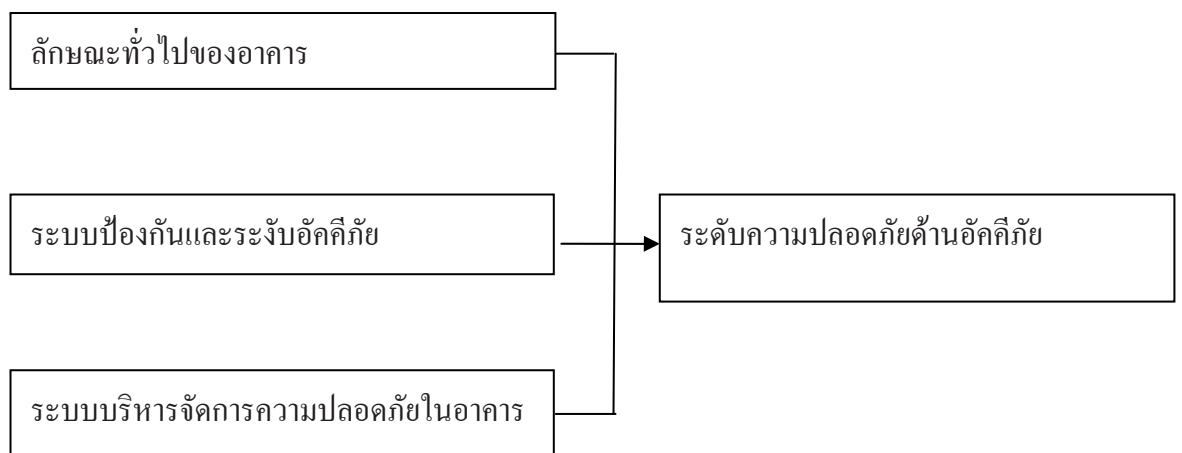 ลักษณะทั่วไปของอาคาร
ระบบป้องกันและระงับอัคคีภัย
ระดับความปลอดภัยด้านอัคคีภัย
ระบบบริหารจัดการความปลอดภัยในอาคาร